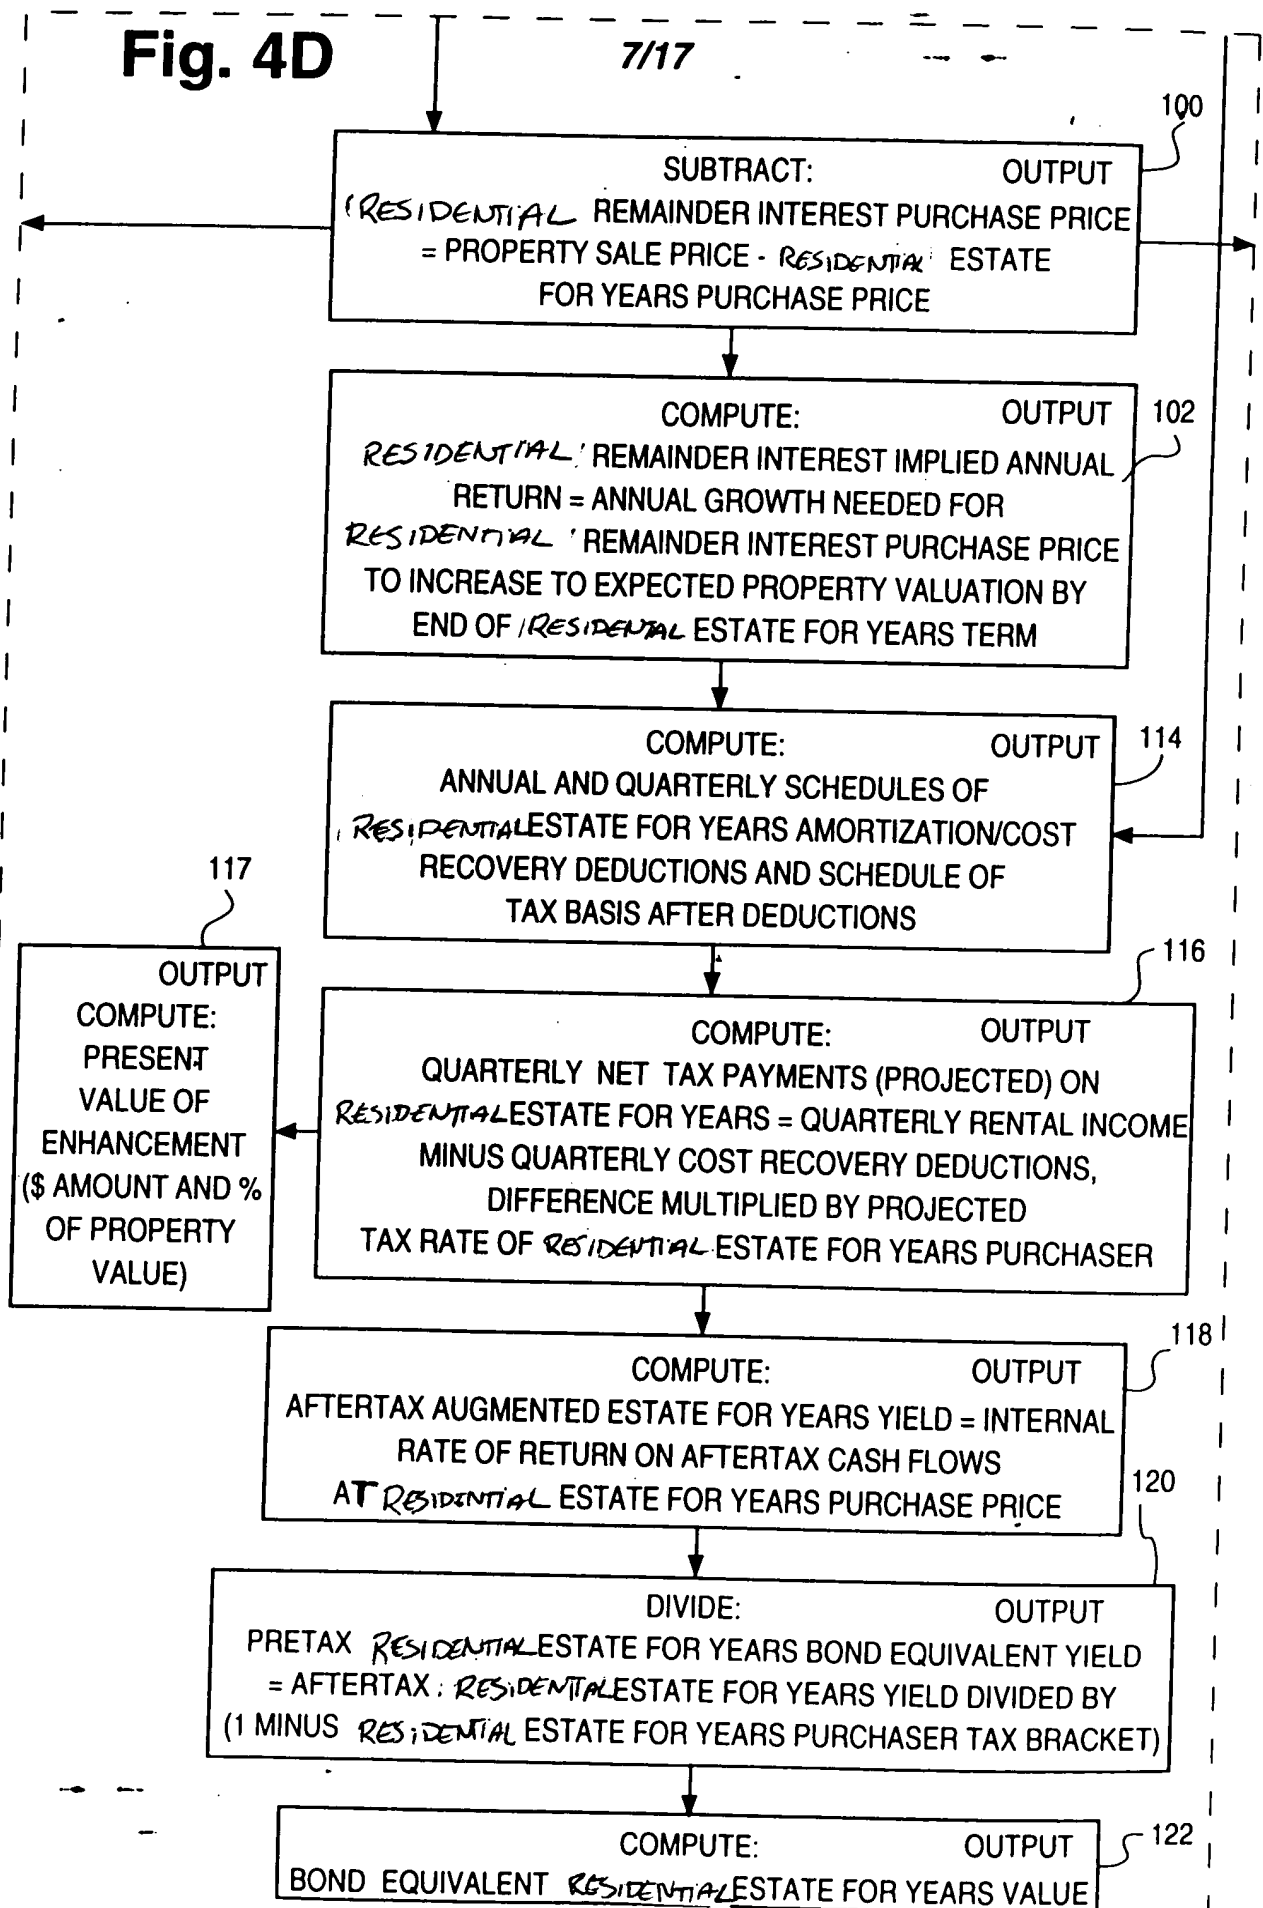 Fig. 4D
7/17
100
SUBTRACT: OUTPUT
RESIDENTIAL REMAINDER INTEREST PURCHASE PRICE
= PROPERTY SALE PRICE - RESIDENTIAL ESTATE
FOR YEARS PURCHASE PRICE
102
COMPUTE: OUTPUT
RESIDENTIAL REMAINDER INTEREST IMPLIED ANNUAL
RETURN = ANNUAL GROWTH NEEDED FOR
RESIDENTIAL REMAINDER INTEREST PURCHASE PRICE
TO INCREASE TO EXPECTED PROPERTY VALUATION BY
END OF RESIDENTAL ESTATE FOR YEARS TERM
114
COMPUTE: OUTPUT
ANNUAL AND QUARTERLY SCHEDULES OF
RESIDENTIAL ESTATE FOR YEARS AMORTIZATION/COST
RECOVERY DEDUCTIONS AND SCHEDULE OF
TAX BASIS AFTER DEDUCTIONS
117
OUTPUT
COMPUTE:
PRESENT
VALUE OF
ENHANCEMENT
($ AMOUNT AND %
OF PROPERTY
VALUE)
116
COMPUTE: OUTPUT
QUARTERLY NET TAX PAYMENTS (PROJECTED) ON
RESIDENTIAL ESTATE FOR YEARS = QUARTERLY RENTAL INCOME
MINUS QUARTERLY COST RECOVERY DEDUCTIONS,
DIFFERENCE MULTIPLIED BY PROJECTED
TAX RATE OF RESIDENTIAL ESTATE FOR YEARS PURCHASER
118
COMPUTE: OUTPUT
AFTERTAX AUGMENTED ESTATE FOR YEARS YIELD = INTERNAL
RATE OF RETURN ON AFTERTAX CASH FLOWS
AT RESIDENTIAL ESTATE FOR YEARS PURCHASE PRICE
120
DIVIDE: OUTPUT
PRETAX RESIDENTIAL ESTATE FOR YEARS BOND EQUIVALENT YIELD
= AFTERTAX RESIDENTIAL ESTATE FOR YEARS YIELD DIVIDED BY
(1 MINUS RESIDENTIAL ESTATE FOR YEARS PURCHASER TAX BRACKET)
122
COMPUTE: OUTPUT
BOND EQUIVALENT RESIDENTIAL ESTATE FOR YEARS VALUE